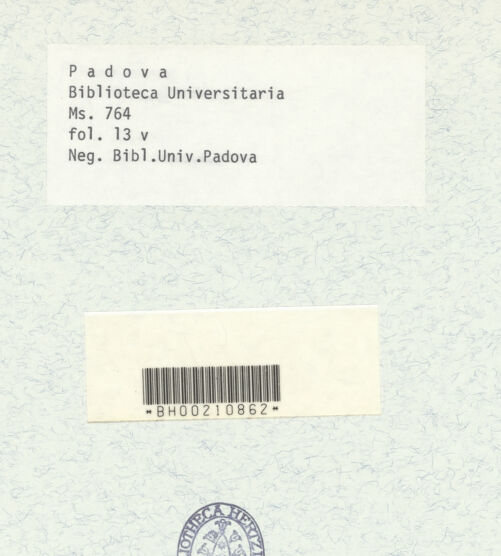 P a d o v a
Biblioteca Universitaria
Ms. 764
fol. 13 v
Neg. Bibl.Univ.Padova
*BH00210862*